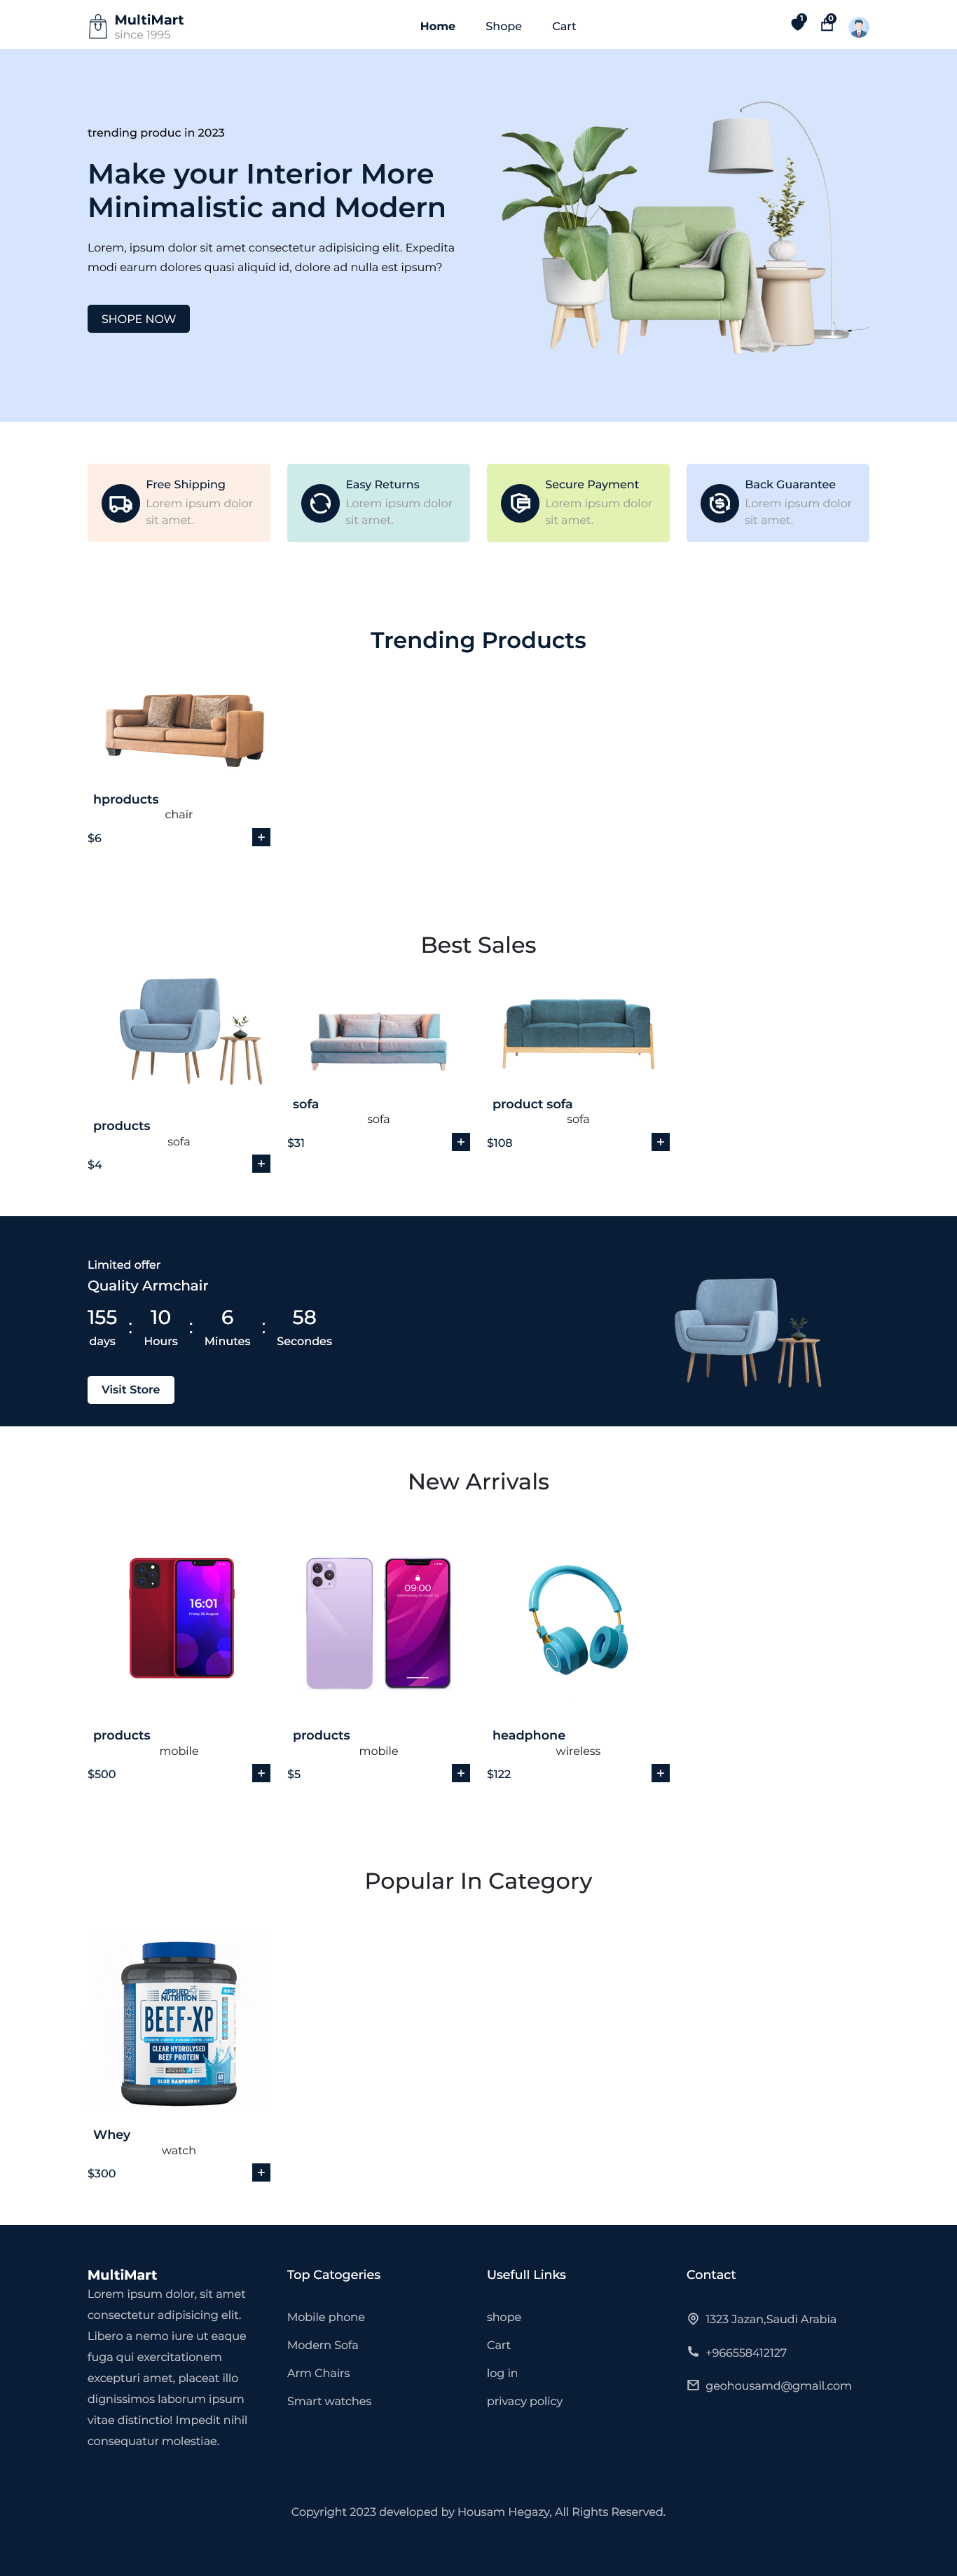 MultiMart
since 1995
Home
Shope
Cart
1
0
trending produc in 2023
Make your Interior More
Minimalistic and Modern
Lorem, ipsum dolor sit amet consectetur adipisicing elit. Expedita
modi earum dolores quasi aliquid id, dolore ad nulla est ipsum?
SHOPE NOW
Free Shipping
Lorem ipsum dolor
sit amet.
Easy Returns
Lorem ipsum dolor
sit amet.
Secure Payment
Lorem ipsum dolor
sit amet.
Back Guarantee
Lorem ipsum dolor
sit amet.
Trending Products
hproducts
chair
$6
+
Best Sales
products
sofa
$4
+
sofa
sofa
$31
+
product sofa
sofa
$108
+
Limited offer
Quality Armchair
155 : 10 : 6 : 58
days Hours Minutes Secondes
Visit Store
New Arrivals
16:01
Friday 30 August
products
mobile
$500
+
09:00
products
mobile
$5
+
headphone
wireless
$122
+
Popular In Category
APPLIED
NUTRITION
BEEF-XP
CLEAR HYDROLYSED
BEEF PROTEIN
BLUE RASPBERRY
60
Whey
watch
$300
+
MultiMart
Lorem ipsum dolor, sit amet
consectetur adipisicing elit.
Libero a nemo iure ut eaque
fuga qui exercitationem
excepturi amet, placeat illo
dignissimos laborum ipsum
vitae distinctio! Impedit nihil
consequatur molestiae.
Top Catogeries
Mobile phone
Modern Sofa
Arm Chairs
Smart watches
Usefull Links
shope
Cart
log in
privacy policy
Contact
1323 Jazan,Saudi Arabia
+966558412127
geohousamd@gmail.com
Copyright 2023 developed by Housam Hegazy, All Rights Reserved.